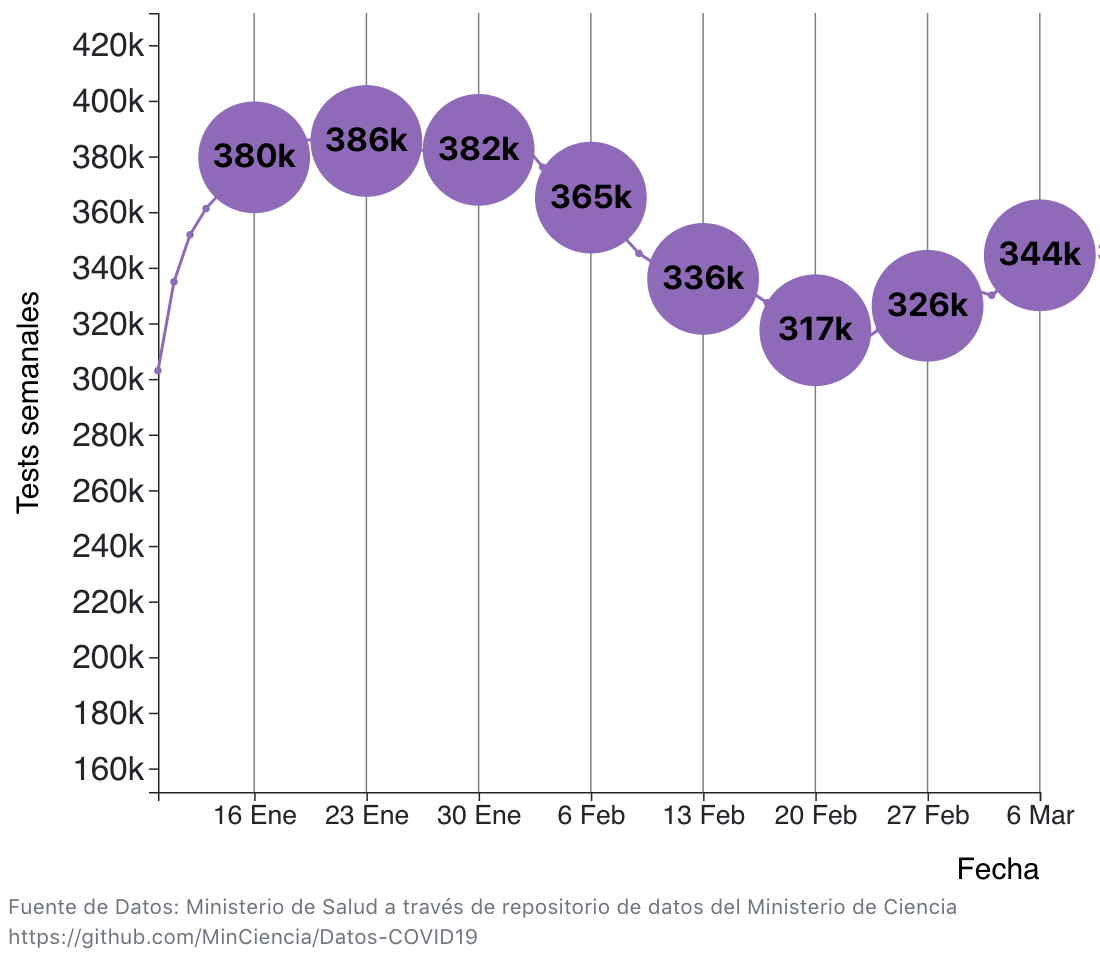 420k
400k
380k
360k
340k
320k
300k
280k
260k
240k
220k
200k
180k
160k
Tests semanales
380k
386k
382k
365k
336k
317k
326k
344k
16 Ene 23 Ene 30 Ene 6 Feb 13 Feb 20 Feb 27 Feb 6 Mar
Fecha
Fuente de Datos: Ministerio de Salud a través de repositorio de datos del Ministerio de Ciencia
https://github.com/MinCiencia/Datos-COVID19